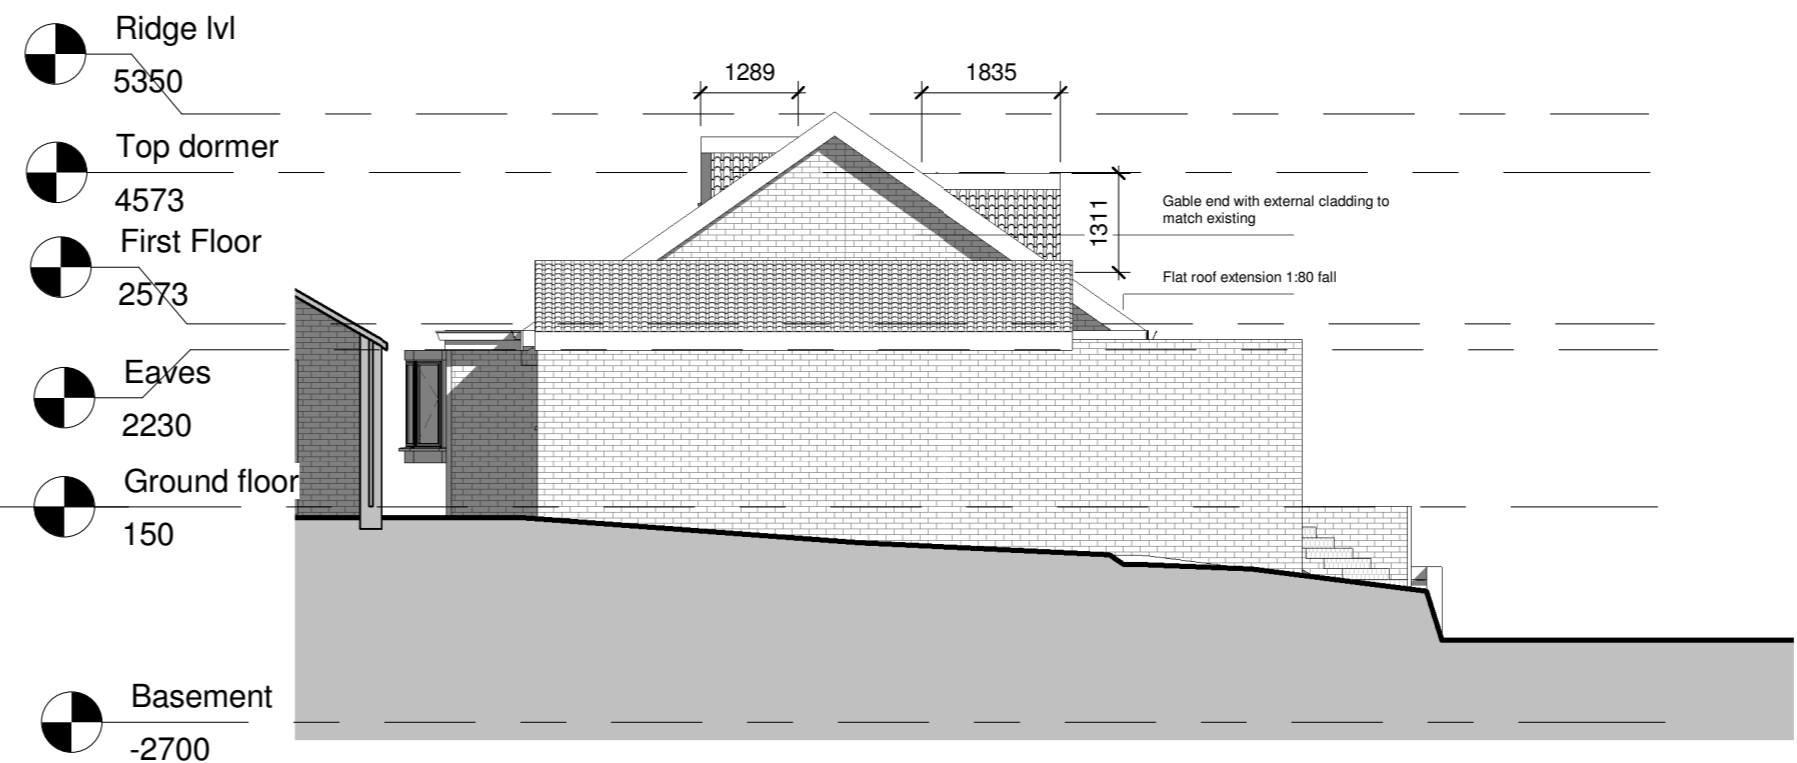 Ridge lvl
5350
Top dormer
4573
First Floor
2573
Eaves
2230
Ground floor
150
Basement
-2700
1289
1835
1311
Gable end with external cladding to
match existing
Flat roof extension 1:80 fall